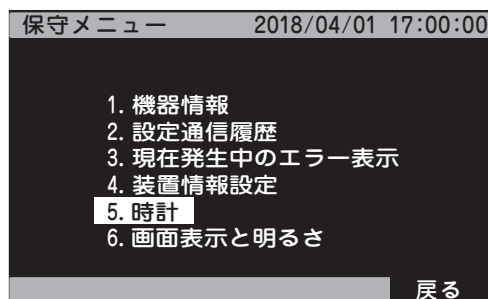 保守メニュー 2018/04/01 17:00:00
1. 機器情報
2. 設定通信履歴
3. 現在発生中のエラー表示
4. 装置情報設定
5. 時計
6. 画面表示と明るさ
戻る